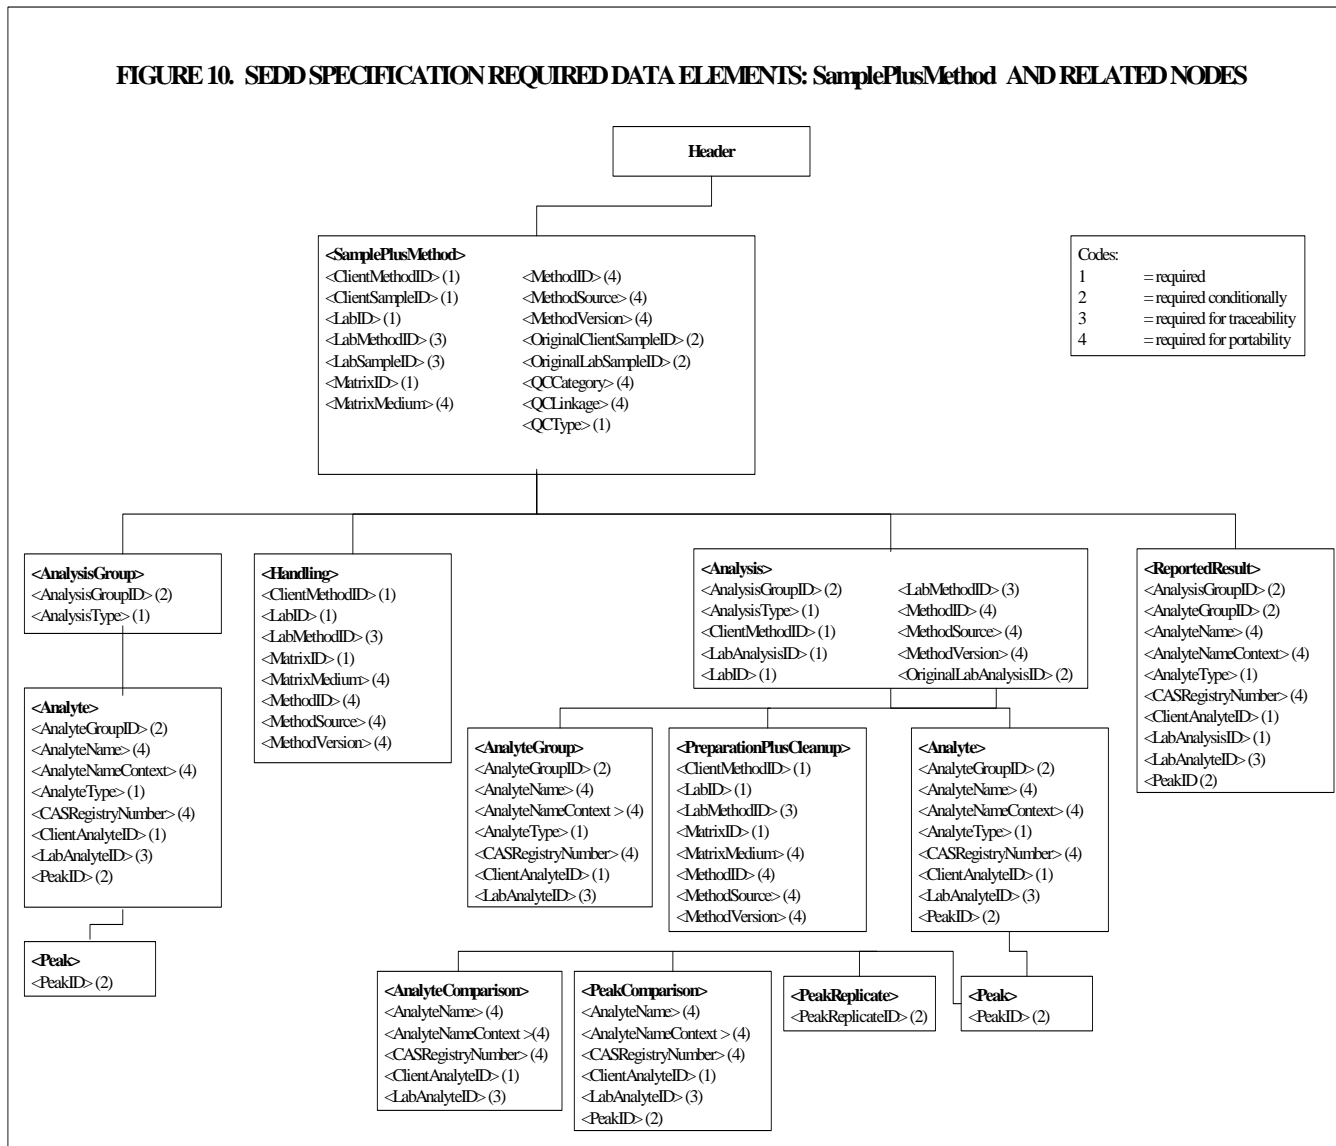 FIGURE 10. SEDD SPECIFICATION REQUIRED DATA ELEMENTS: SamplePlusMethod AND RELATED NODES
Header
<SamplePlusMethod>
<ClientMethodID> (1)
<ClientSampleID> (1)
<LabID> (1)
<LabMethodID> (3)
<LabSampleID> (3)
<MatrixID> (1)
<MatrixMedium> (4)
<MethodID> (4)
<MethodSource> (4)
<MethodVersion> (4)
<OriginalClientSampleID> (2)
<OriginalLabSampleID> (2)
<QCCategory> (4)
<QCLinkage> (4)
<QCType> (1)
Codes:
1 = required
2 = required conditionally
3 = required for traceability
4 = required for portability
<AnalysisGroup>
<AnalysisGroupID> (2)
<AnalysisType> (1)
<Handling>
<ClientMethodID> (1)
<LabID> (1)
<LabMethodID> (3)
<MatrixID> (1)
<MatrixMedium> (4)
<MethodID> (4)
<MethodSource> (4)
<MethodVersion> (4)
<Analysis>
<AnalysisGroupID> (2)
<AnalysisType> (1)
<ClientMethodID> (1)
<LabAnalysisID> (1)
<LabID> (1)
<LabMethodID> (3)
<MethodID> (4)
<MethodSource> (4)
<MethodVersion> (4)
<OriginalLabAnalysisID> (2)
<ReportedResult>
<AnalysisGroupID> (2)
<AnalyteGroupID> (2)
<AnalyteName> (4)
<AnalyteNameContext> (4)
<AnalyteType> (1)
<CASRegistryNumber> (4)
<ClientAnalyteID> (1)
<LabAnalysisID> (1)
<LabAnalyteID> (3)
<PeakID (2)
<Analyte>
<AnalyteGroupID> (2)
<AnalyteName> (4)
<AnalyteNameContext> (4)
<AnalyteType> (1)
<CASRegistryNumber> (4)
<ClientAnalyteID> (1)
<LabAnalyteID> (3)
<PeakID> (2)
<AnalyteGroup>
<AnalyteGroupID> (2)
<AnalyteName> (4)
<AnalyteNameContext > (4)
<AnalyteType> (1)
<CASRegistryNumber> (4)
<ClientAnalyteID> (1)
<LabAnalyteID> (3)
<PreparationPlusCleanup>
<ClientMethodID> (1)
<LabID> (1)
<LabMethodID> (3)
<MatrixID> (1)
<MatrixMedium> (4)
<MethodID> (4)
<MethodSource> (4)
<MethodVersion> (4)
<Analyte>
<AnalyteGroupID> (2)
<AnalyteName> (4)
<AnalyteNameContext> (4)
<AnalyteType> (1)
<CASRegistryNumber> (4)
<ClientAnalyteID> (1)
<LabAnalyteID> (3)
<PeakID> (2)
<Peak>
<PeakID> (2)
<AnalyteComparison>
<AnalyteName> (4)
<AnalyteNameContext >(4)
<CASRegistryNumber> (4)
<ClientAnalyteID> (1)
<LabAnalyteID> (3)
<PeakComparison>
<AnalyteName> (4)
<AnalyteNameContext > (4)
<CASRegistryNumber> (4)
<ClientAnalyteID> (1)
<LabAnalyteID> (3)
<PeakID> (2)
<PeakReplicate>
<PeakReplicateID> (2)
<Peak>
<PeakID> (2)